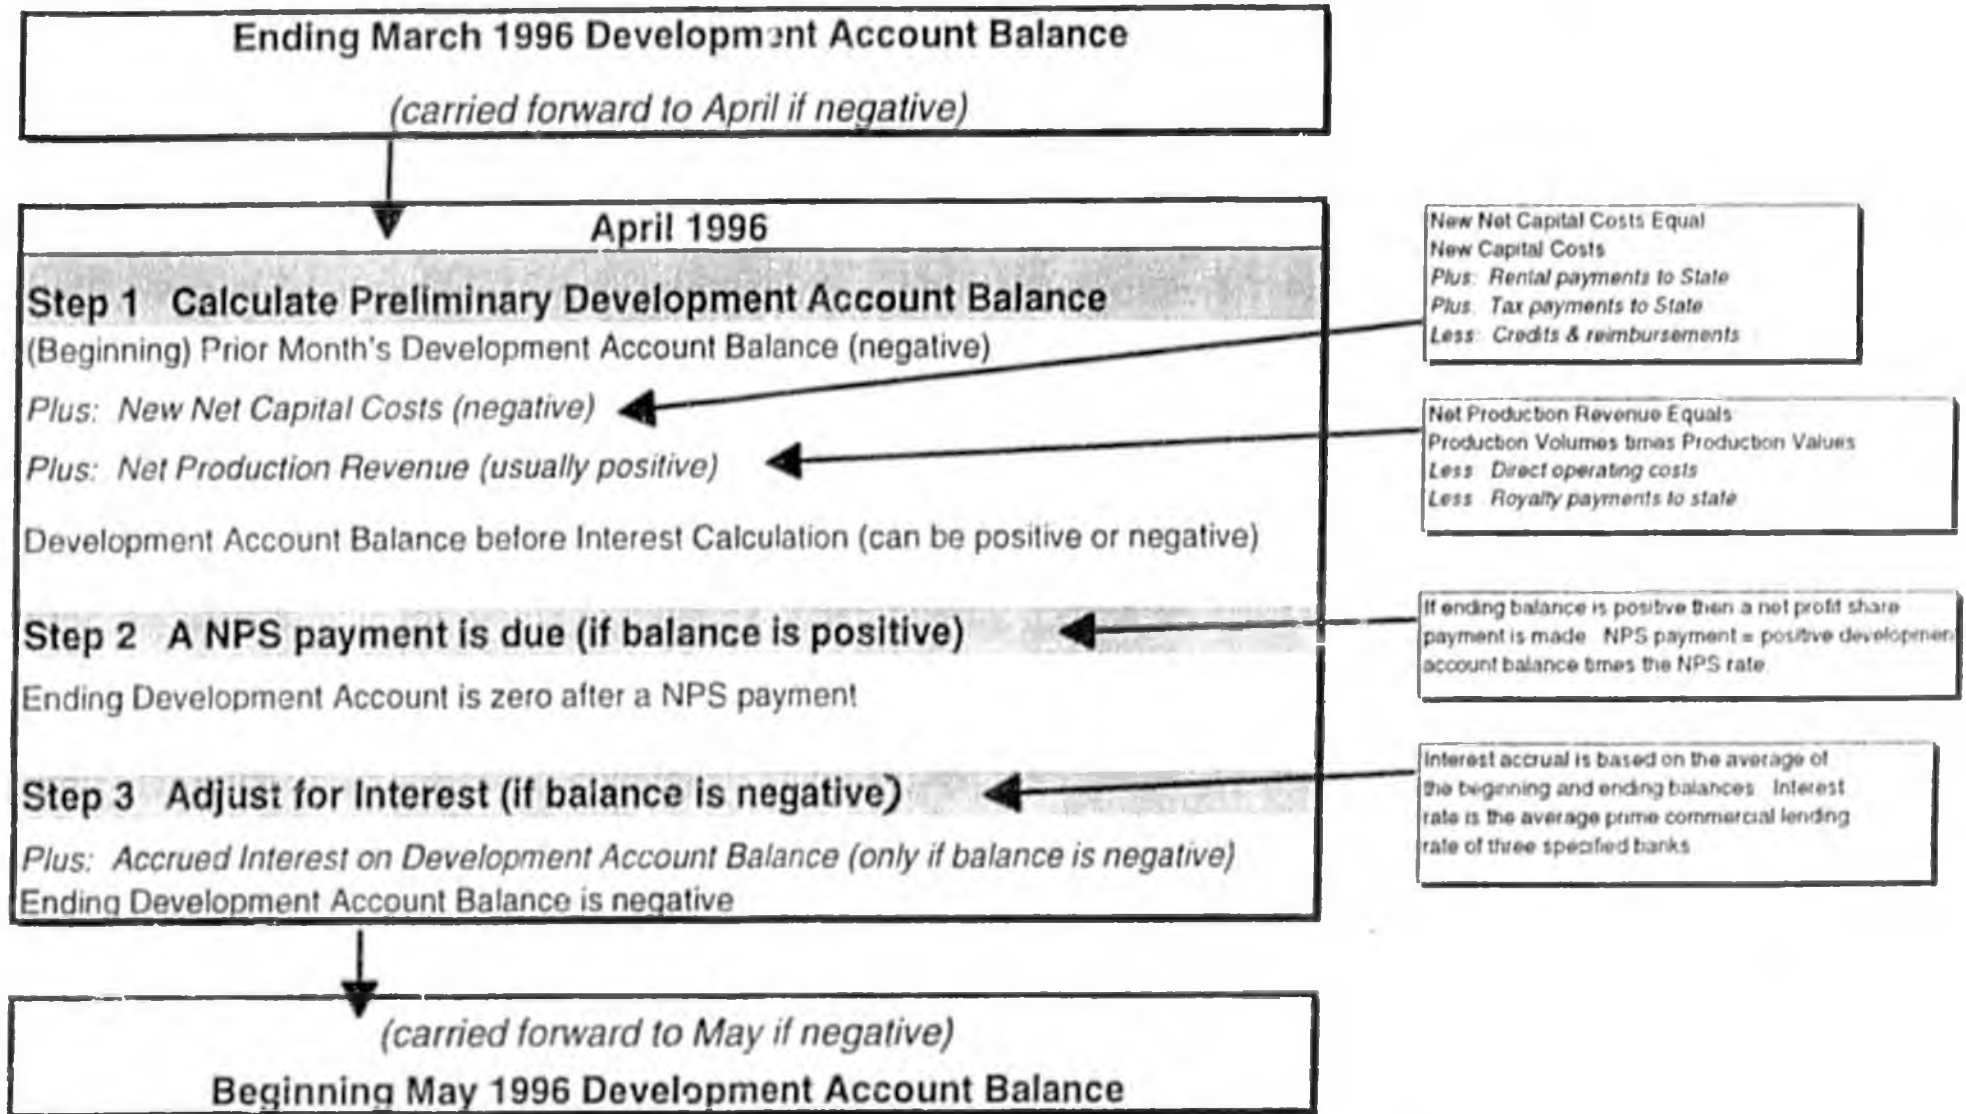 Ending March 1996 Development Account Balance
(carried forward to April if negative)
April 1996
Step 1 Calculate Preliminary Development Account Balance
(Beginning) Prior Month's Development Account Balance (negative)
Plus: New Net Capital Costs (negative)
Plus: Net Production Revenue (usually positive)
Development Account Balance before Interest Calculation (can be positive or negative)
Step 2 A NPS payment is due (if balance is positive)
Ending Development Account is zero after a NPS payment
Step 3 Adjust for Interest (if balance is negative)
Plus: Accrued Interest on Development Account Balance (only if balance is negative)
Ending Development Account Balance is negative
(carried forward to May if negative)
Beginning May 1996 Development Account Balance
New Net Capital Costs Equal
New Capital Costs
Plus: Rental payments to State
Plus: Tax payments to State
Less: Credits & reimbursements
Net Production Revenue Equals
Production Volumes times Production Values
Less Direct operating costs
Less Royalty payments to state
If ending balance is positive then a net profit share
payment is made NPS payment = positive developmen
account balance times the NPS rate
Interest accrual is based on the average of
the beginning and ending balances Interest
rate is the average prime commercial lending
rate of three specified banks